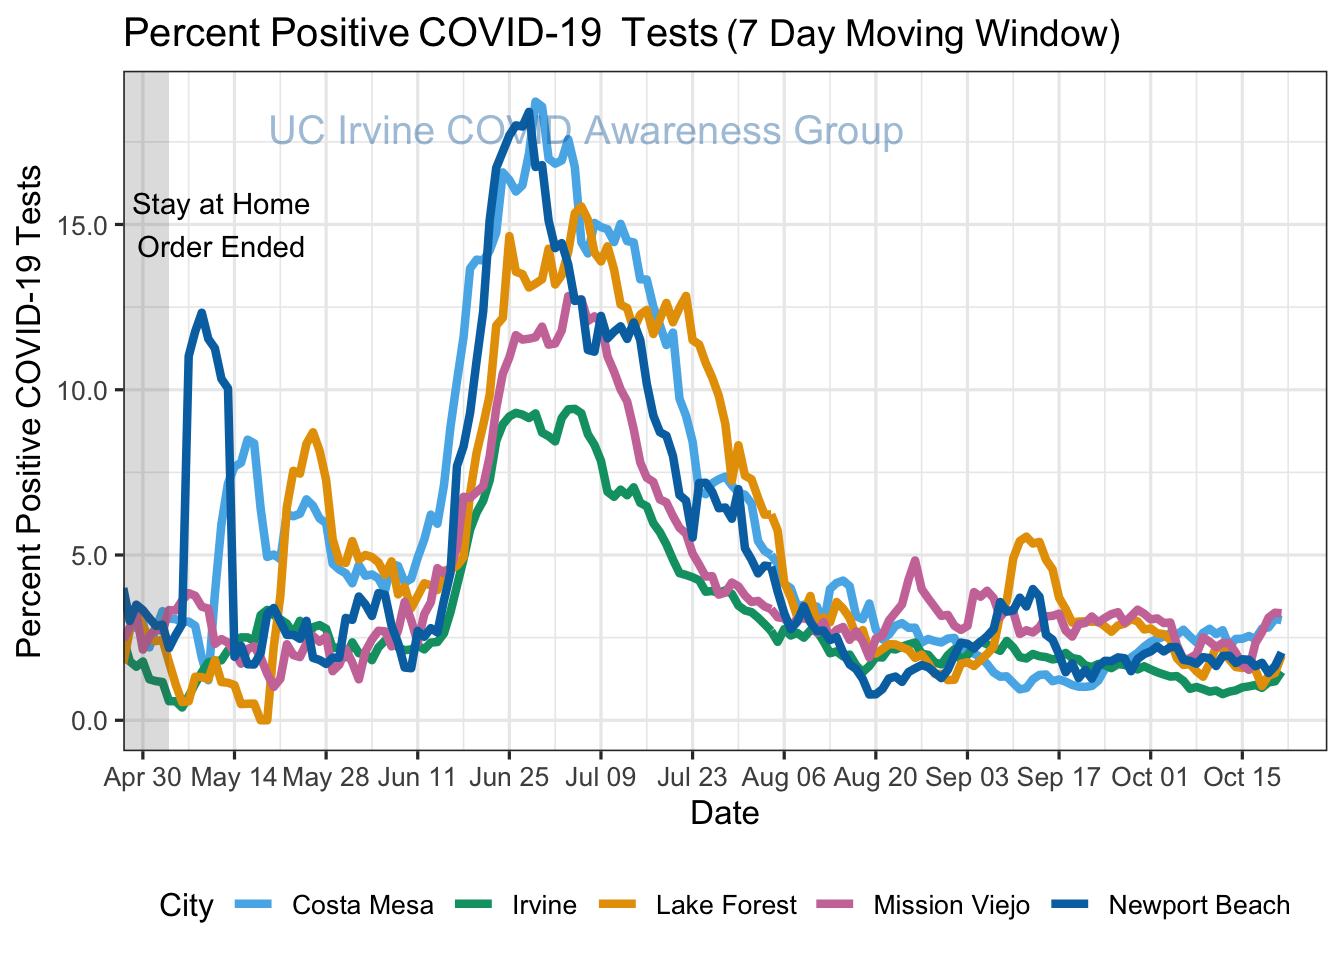 Percent Positive COVID-19  Tests (7 Day Moving Window)
UC Irvine COVID Awareness Group
Stay at Home
Order Ended
Percent Positive COVID-19 Tests
15.0
10.0
5.0
0.0
Apr 30 May 14 May 28 Jun 11 Jun 25 Jul 09 Jul 23 Aug 06 Aug 20 Sep 03 Sep 17 Oct 01 Oct 15
Date
City Costa Mesa Irvine Lake Forest Mission Viejo Newport Beach